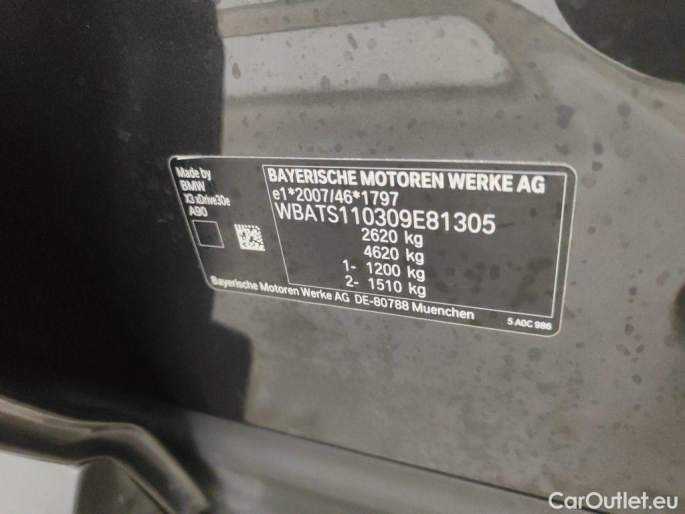 Made by
BMW
X3 xDrive30e
A90
BAYERISCHE MOTOREN WERKE AG
e1*2007/46*1797
WBATS110309E81305
2620 kg
4620 kg
1- 1200 kg
2- 1510 kg
Bayerische Motoren Werke AG DE-80788 Muenchen
5 A0C 986
CarOutlet.eu